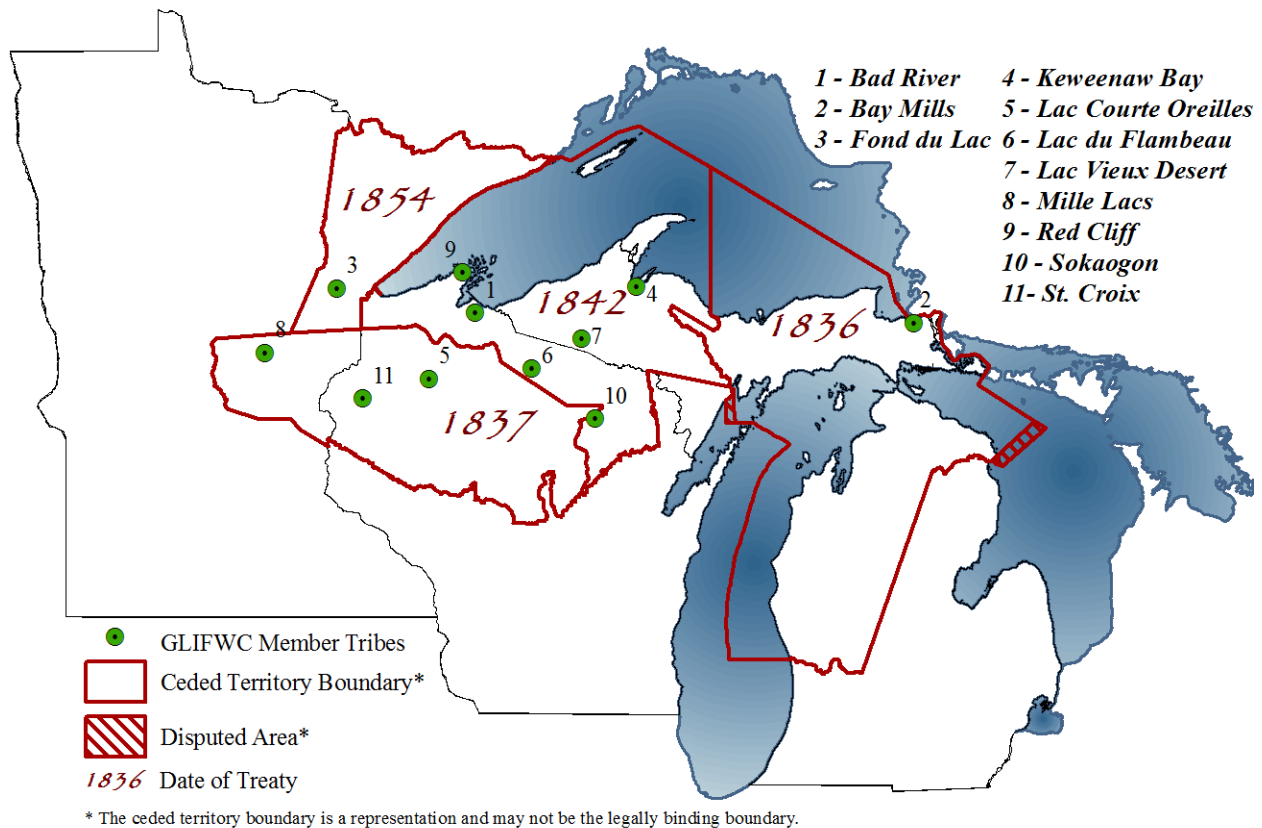 1 - Bad River
2 - Bay Mills
3 - Fond du Lac
4 - Keweenaw Bay
5 - Lac Courte Oreilles
6 - Lac du Flambeau
7 - Lac Vieux Desert
8 - Mille Lacs
9 - Red Cliff
10 - Sokaogon
11- St. Croix
1854
9
3
1
1842
4
2
1836
8
7
5
6
11
10
1837
GLIFWC Member Tribes
Ceded Territory Boundary*
Disputed Area*
1836 Date of Treaty
* The ceded territory boundary is a representation and may not be the legally binding boundary.